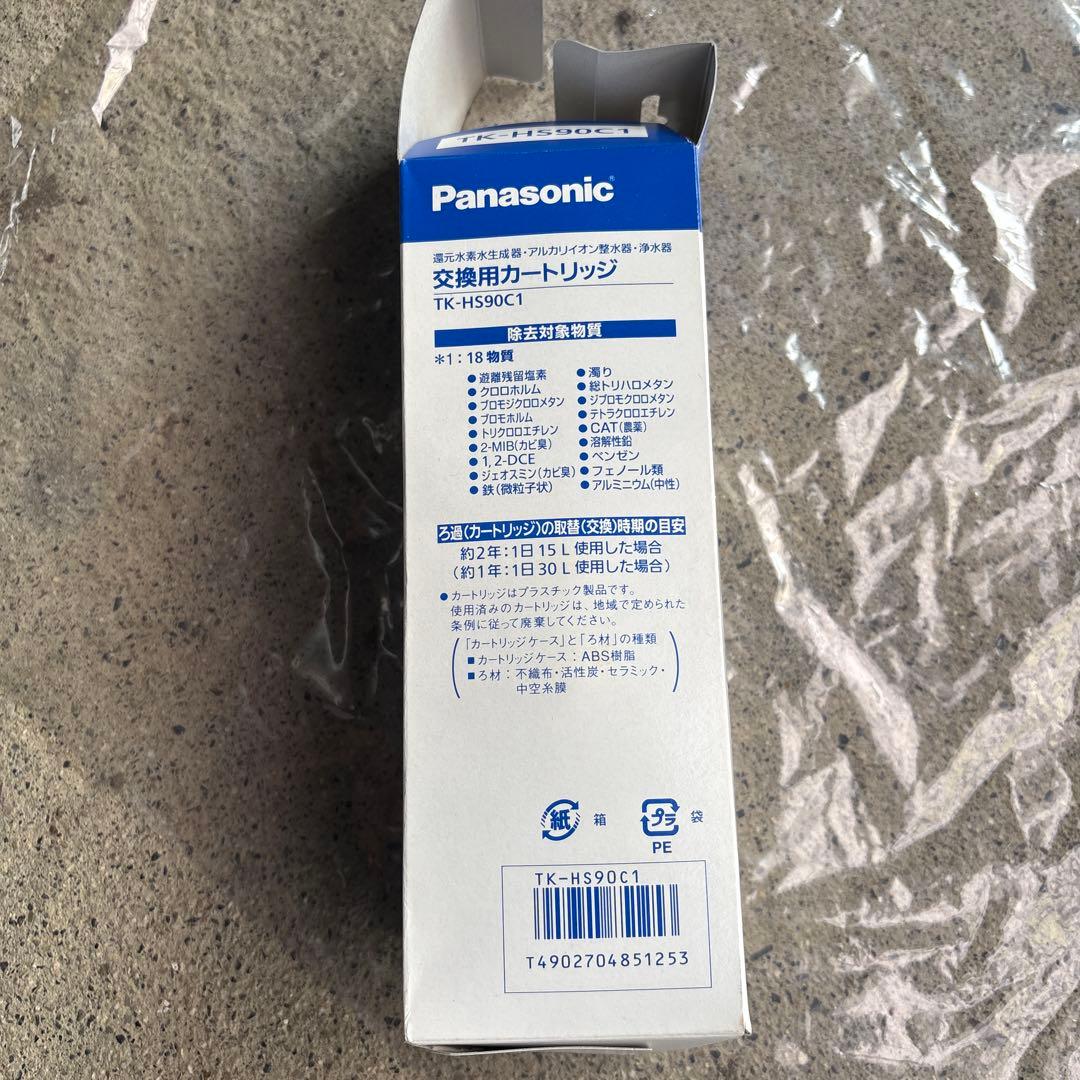 TK-HS90C1
Panasonic®
還元水素水生成器・アルカリイオン整水器・浄水器
交換用カートリッジ
TK-HS90C1
除去対象物質
*1：18物質
●遊離残留塩素
●クロロホルム
●ブロモジクロロメタン
●ブロモホルム
●トリクロロエチレン
●2-MIB(カビ臭)
●1,2-DCE
●ジェオスミン(カビ臭)
●鉄(微粒子状)
●濁り
●総トリハロメタン
●ジブロモクロロメタン
●テトラクロロエチレン
●CAT(農薬)
●溶解性鉛
●ベンゼン
●フェノール類
●アルミニウム(中性)
ろ過(カートリッジ)の取替(交換)時期の目安
約2年：1日15L使用した場合
(約1年：1日30L使用した場合)
●カートリッジはプラスチック製品です。
使用済みのカートリッジは、地域で定められた
条例に従って廃棄してください。
「カートリッジケース」と「ろ材」の種類
■カートリッジケース：ABS樹脂
■ろ材：不織布・活性炭・セラミック・
中空糸膜
紙 箱
プラ 袋
PE
TK-HS90C1
T4902704851253